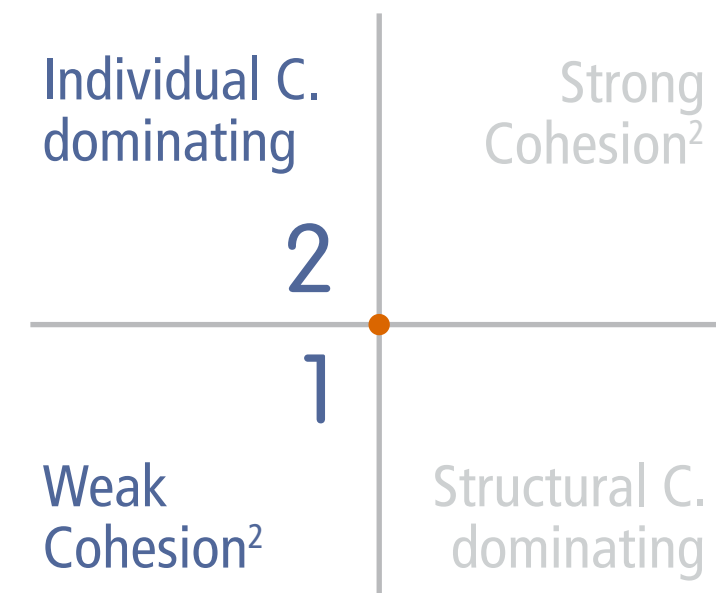 Individual C.
dominating
Strong
Cohesion²
2
1
Weak
Cohesion²
Structural C.
dominating